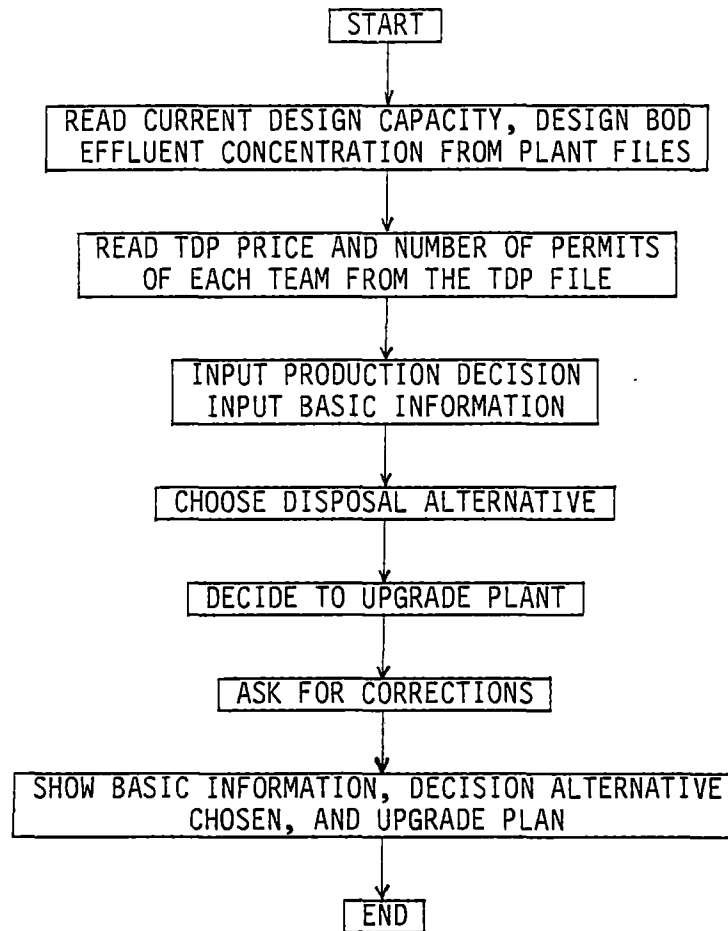 START
READ CURRENT DESIGN CAPACITY, DESIGN BOD
EFFLUENT CONCENTRATION FROM PLANT FILES
READ TDP PRICE AND NUMBER OF PERMITS
OF EACH TEAM FROM THE TDP FILE
INPUT PRODUCTION DECISION
INPUT BASIC INFORMATION
CHOOSE DISPOSAL ALTERNATIVE
DECIDE TO UPGRADE PLANT
ASK FOR CORRECTIONS
SHOW BASIC INFORMATION, DECISION ALTERNATIVE
CHOSEN, AND UPGRADE PLAN
END